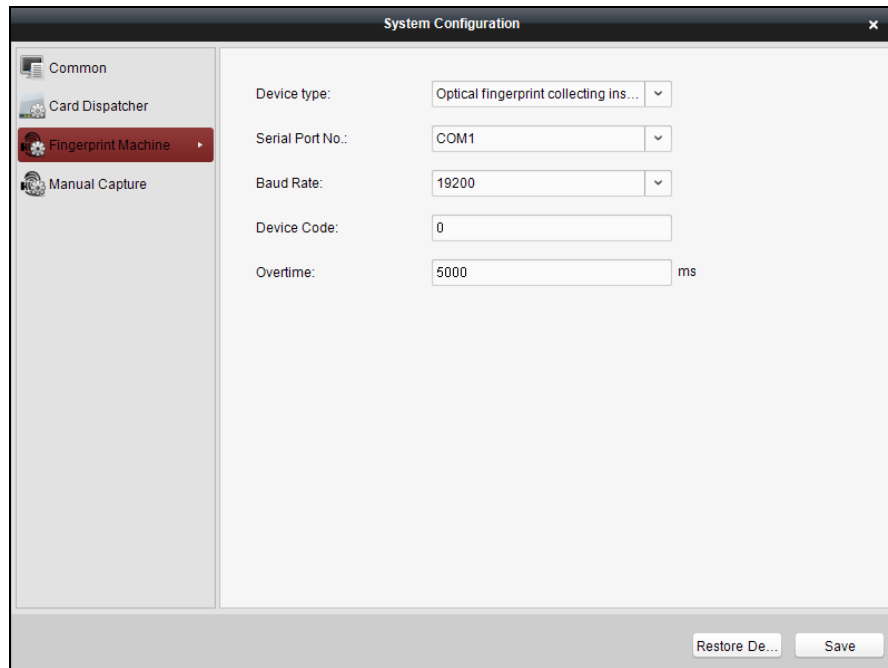 System Configuration
Common
Card Dispatcher
Fingerprint Machine
Manual Capture
Device type: Optical fingerprint collecting ins...
Serial Port No.: COM1
Baud Rate: 19200
Device Code: 0
Overtime: 5000 ms
Restore De... Save